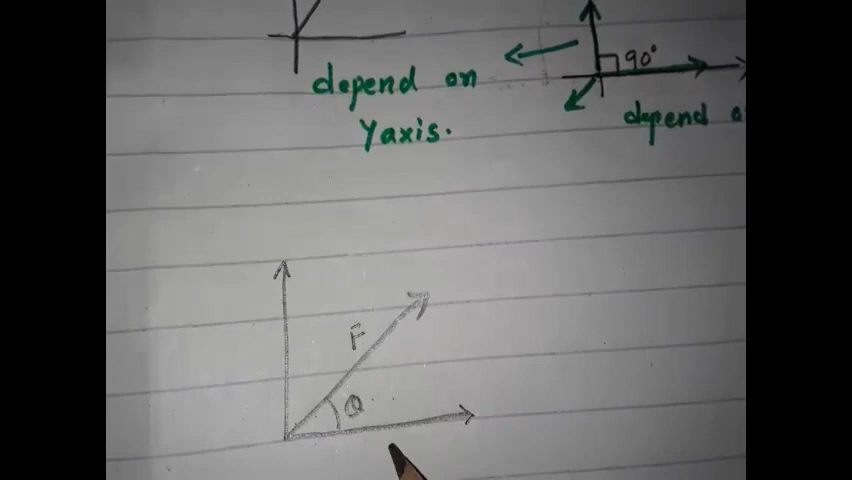 90°
depend on
Yaxis.
depend
F
θ